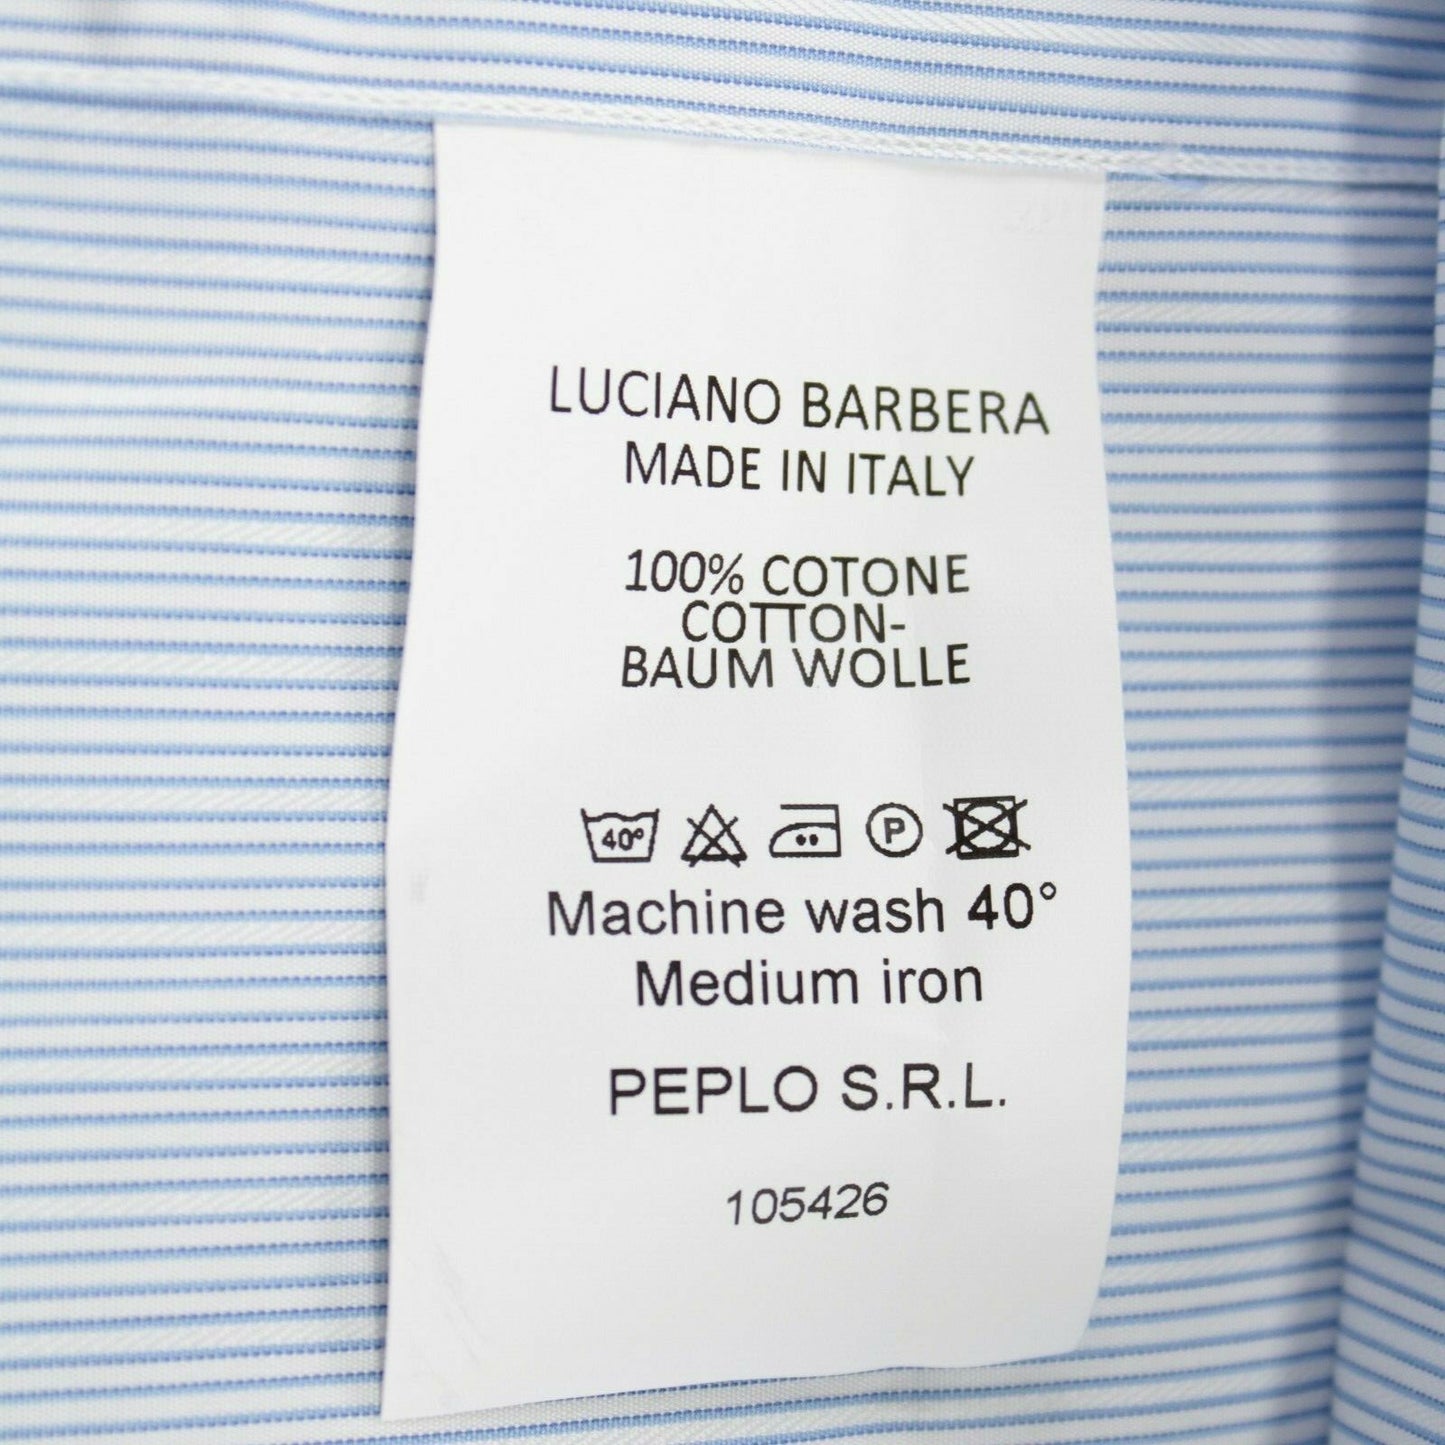 LUCIANO BARBERA
MADE IN ITALY
100% COTONE
COTTON-
BAUM WOLLE
40° P
Machine wash 40°
Medium iron
PEPLO S.R.L.
105426